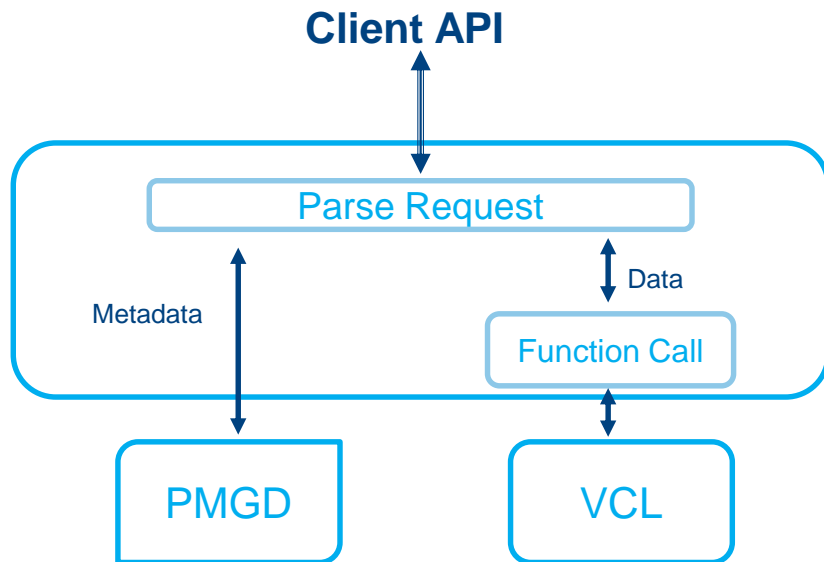 Client API
Parse Request
Data
Metadata
Function Call
PMGD
VCL